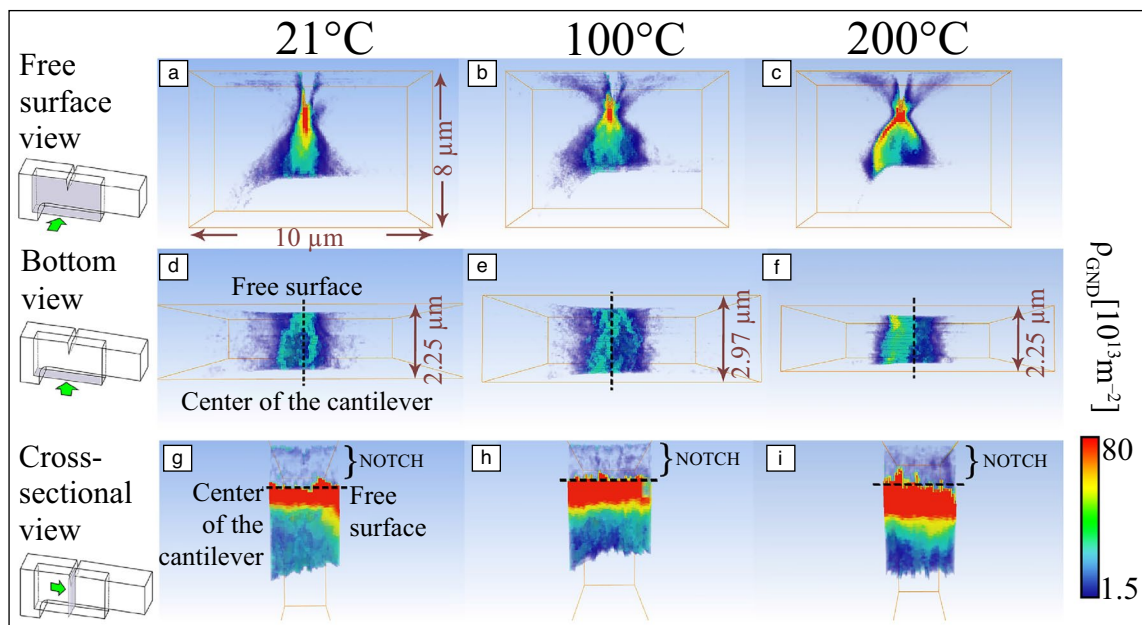 21°C 100°C 200°C
Free
surface
view
a b c
8 µm
10 µm
Bottom
view
d e f
Free surface
2.25 µm
2.97 µm
2.25 µm
Center of the cantilever
ρGND[10¹³m⁻²]
Cross-
sectional
view
g h i
} NOTCH } NOTCH } NOTCH
Center
of the
cantilever
Free
surface
80
1.5